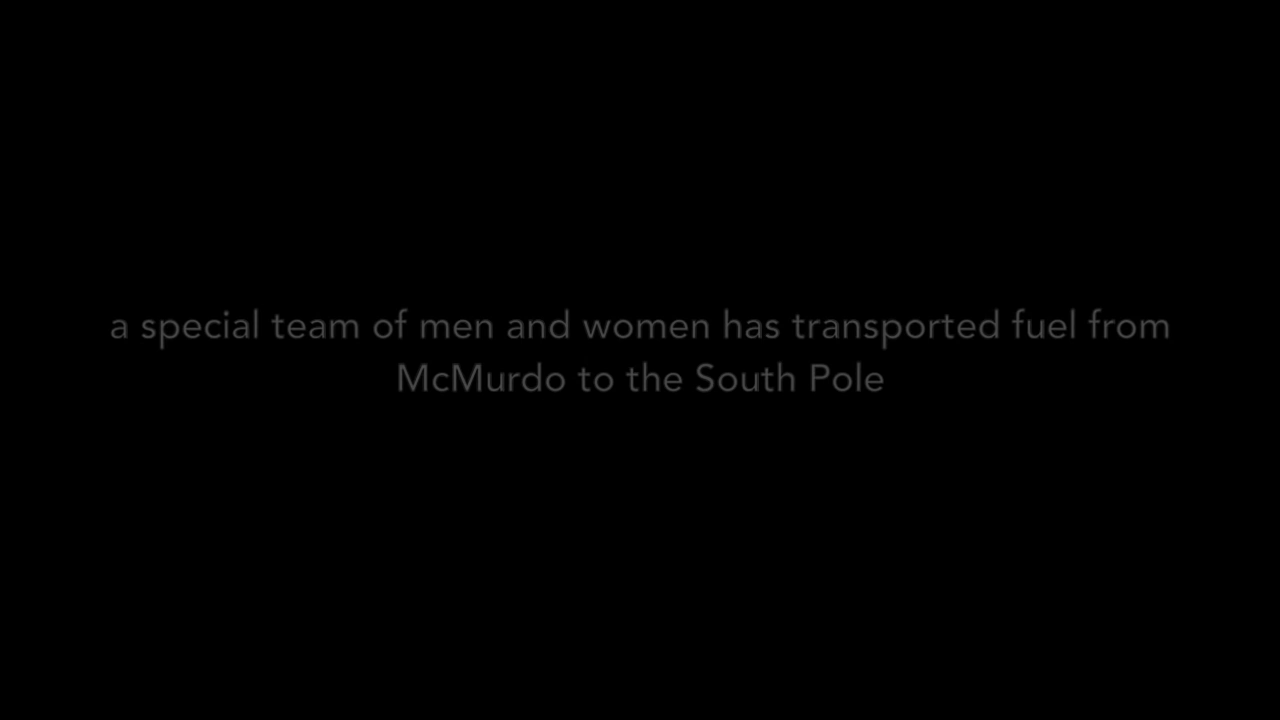 a special team of men and women has transported fuel from
McMurdo to the South Pole